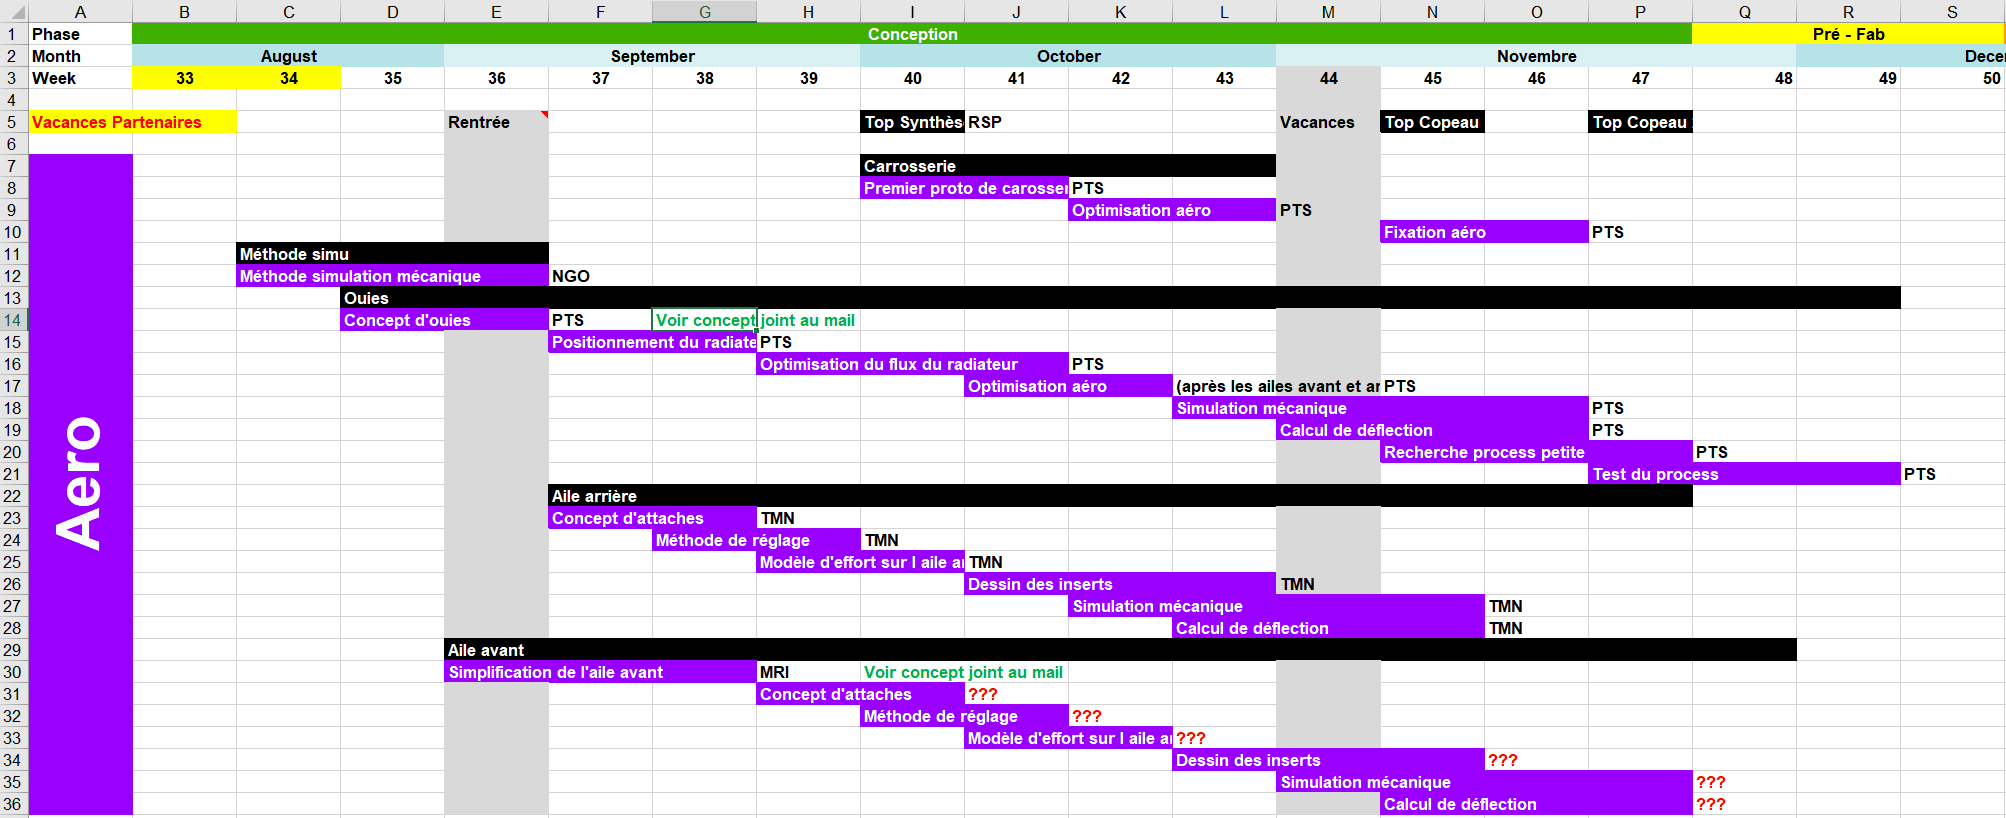 A B C D E F G H I J K L M N O P Q R S
1 Phase Conception Pré - Fab
2 Month August September October Novembre Decer
3 Week 33 34 35 36 37 38 39 40 41 42 43 44 45 46 47 48 49 50
4
5 Vacances Partenaires Rentrée Top Synthès RSP Vacances Top Copeau Top Copeau
6
7 Carrosserie
8 Premier proto de carosser PTS
9 Optimisation aéro PTS
10 Fixation aéro PTS
11 Méthode simu
12 Méthode simulation mécanique NGO
13 Ouies
14 Concept d'ouies PTS Voir concept joint au mail
15 Positionnement du radiate PTS
16 Optimisation du flux du radiateur PTS
17 Optimisation aéro (après les ailes avant et ar PTS
18 Simulation mécanique PTS
19 Calcul de déflection PTS
20 Recherche process petite PTS
21 Test du process PTS
22 Aile arrière
23 Concept d'attaches TMN
24 Méthode de réglage TMN
25 Modèle d'effort sur l aile ar TMN
26 Dessin des inserts TMN
27 Simulation mécanique TMN
28 Calcul de déflection TMN
29 Aile avant
30 Simplification de l'aile avant MRI Voir concept joint au mail
31 Concept d'attaches ???
32 Méthode de réglage ???
33 Modèle d'effort sur l aile ar ???
34 Dessin des inserts ???
35 Simulation mécanique ???
36 Calcul de déflection ???
Aero